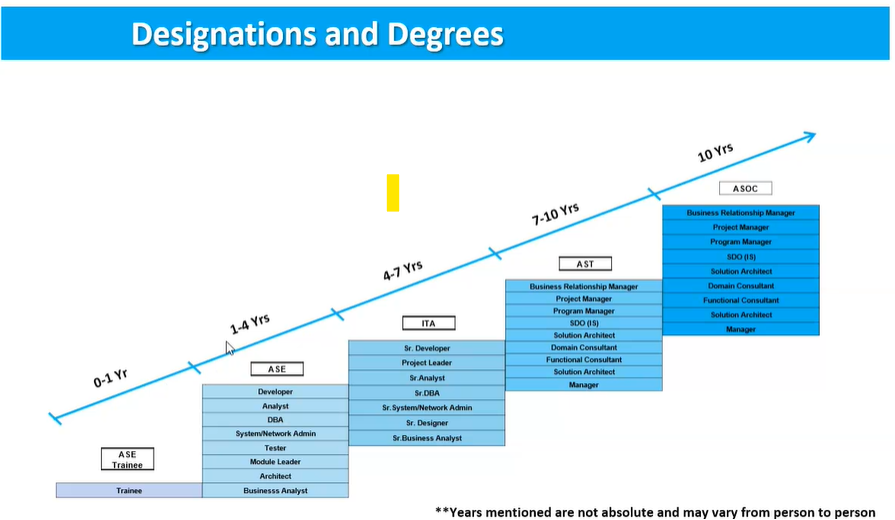 Designations and Degrees
0-1 Yr
1-4 Yrs
4-7 Yrs
7-10 Yrs
10 Yrs
ASE
Trainee
Trainee
ASE
Developer
Analyst
DBA
System/Network Admin
Tester
Module Leader
Architect
Businesss Analyst
ITA
Sr. Developer
Project Leader
Sr.Analyst
Sr.DBA
Sr.System/Network Admin
Sr. Designer
Sr.Business Analyst
AST
Business Relationship Manager
Project Manager
Program Manager
SDO (IS)
Solution Architect
Domain Consultant
Functional Consultant
Solution Architect
Manager
ASOC
Business Relationship Manager
Project Manager
Program Manager
SDO (IS)
Solution Architect
Domain Consultant
Functional Consultant
Solution Architect
Manager
**Years mentioned are not absolute and may vary from person to person